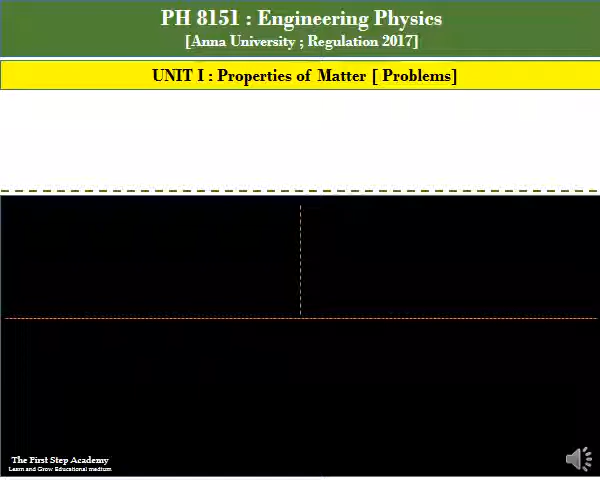 PH 8151 : Engineering Physics
[Anna University ; Regulation 2017]
UNIT I : Properties of Matter [ Problems]
The First Step Academy
Learn and Grow Educational medium